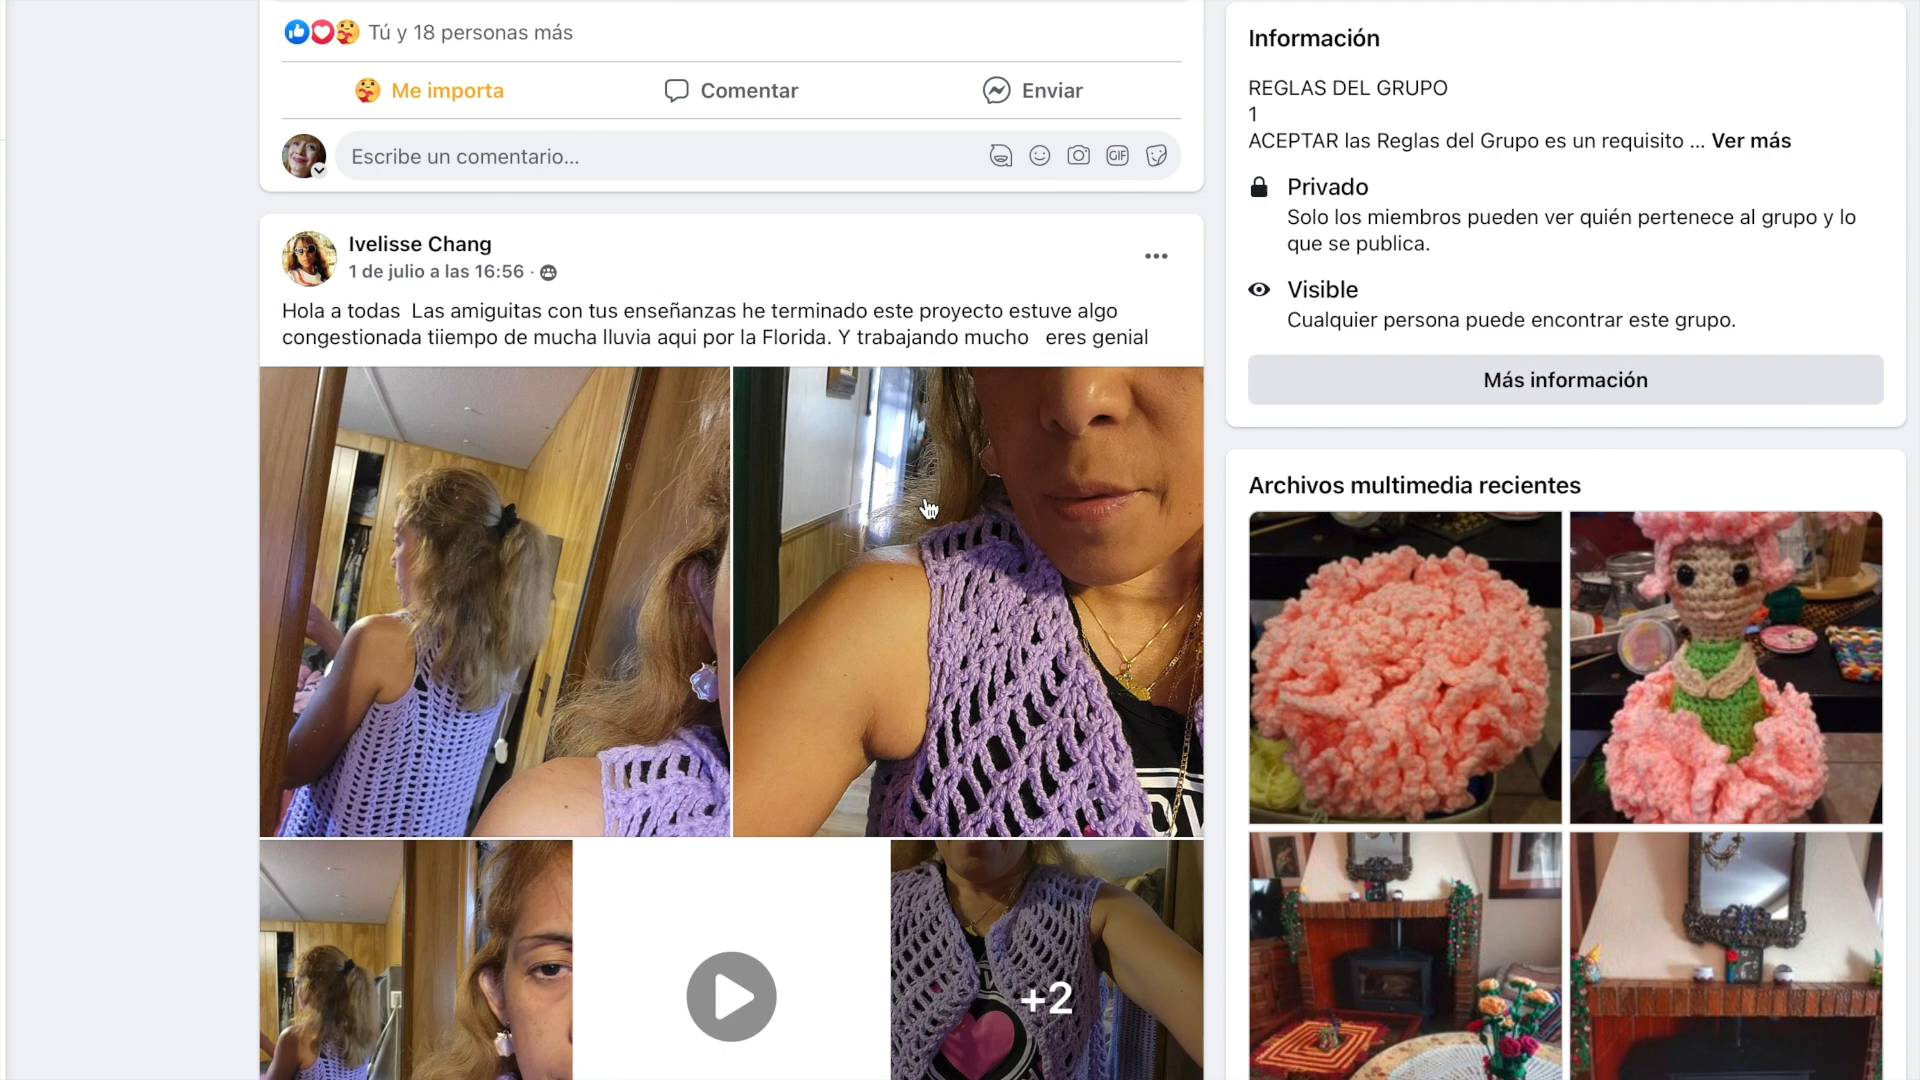 Tú y 18 personas más
Me importa
Comentar
Enviar
Escribe un comentario...
GIF
Ivelisse Chang
1 de julio a las 16:56 ·
Hola a todas  Las amiguitas con tus enseñanzas he terminado este proyecto estuve algo
congestionada tiiempo de mucha lluvia aqui por la Florida. Y trabajando mucho   eres genial
+2
Información
REGLAS DEL GRUPO
1
ACEPTAR las Reglas del Grupo es un requisito ... Ver más
Privado
Solo los miembros pueden ver quién pertenece al grupo y lo
que se publica.
Visible
Cualquier persona puede encontrar este grupo.
Más información
Archivos multimedia recientes